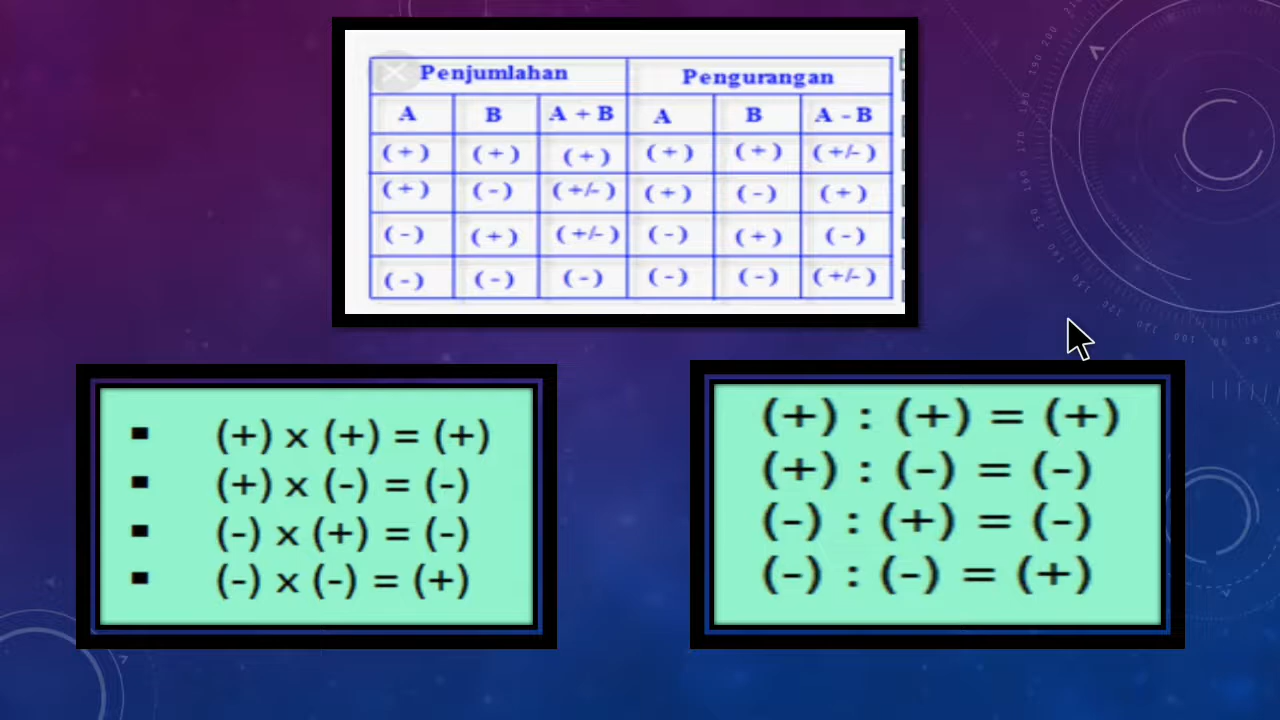 Penjumlahan Pengurangan
A B A + B A B A - B
(+) (+) (+) (+) (+) (+/-)
(+) (-) (+/-) (+) (-) (+)
(-) (+) (+/-) (-) (+) (-)
(-) (-) (-) (-) (-) (+/-)
▪ (+) x (+) = (+)
▪ (+) x (-) = (-)
▪ (-) x (+) = (-)
▪ (-) x (-) = (+)
(+) : (+) = (+)
(+) : (-) = (-)
(-) : (+) = (-)
(-) : (-) = (+)